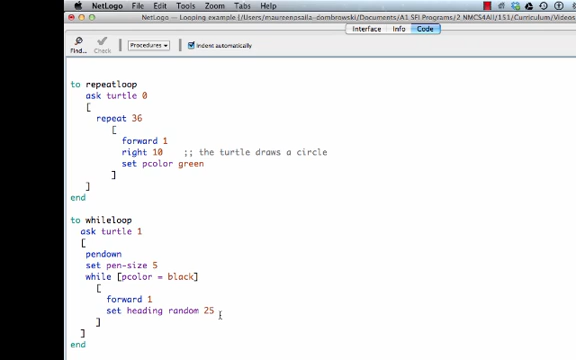 NetLogo File Edit Tools Zoom Tabs Help
NetLogo — Looping example {/Users/maureenpsaila-dombrowski/Documents/A1 SFI Programs/2 NMCS4All/151/Curriculum/Videos
Interface Info Code
Find... Check Procedures Indent automatically
to repeatloop
ask turtle 0
[
repeat 36
[
forward 1
right 10 ;; the turtle draws a circle
set pcolor green
]
]
end
to whileloop
ask turtle 1
[
pendown
set pen-size 5
while [pcolor = black]
[
forward 1
set heading random 25
]
]
end